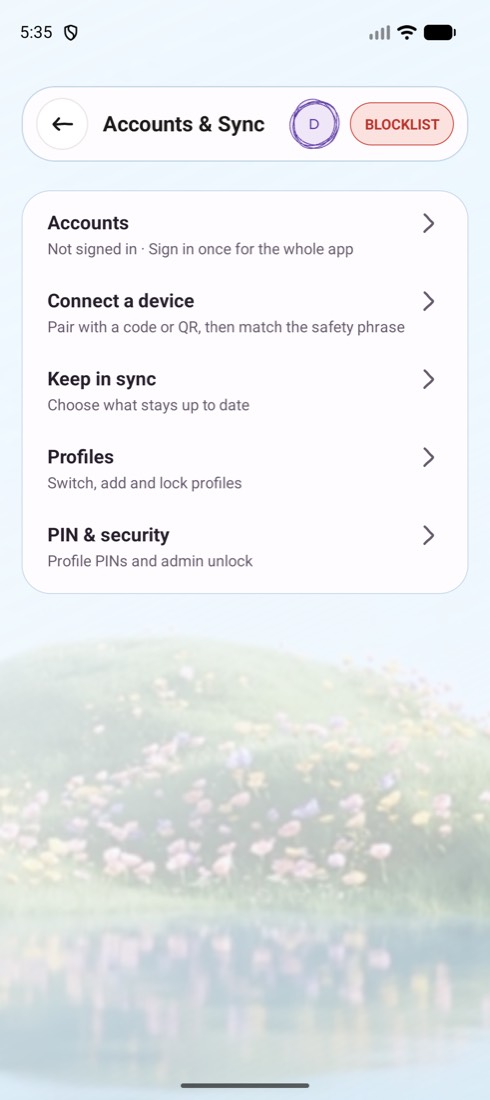 5:35
Accounts & Sync
D
BLOCKLIST
Accounts
Not signed in · Sign in once for the whole app
Connect a device
Pair with a code or QR, then match the safety phrase
Keep in sync
Choose what stays up to date
Profiles
Switch, add and lock profiles
PIN & security
Profile PINs and admin unlock